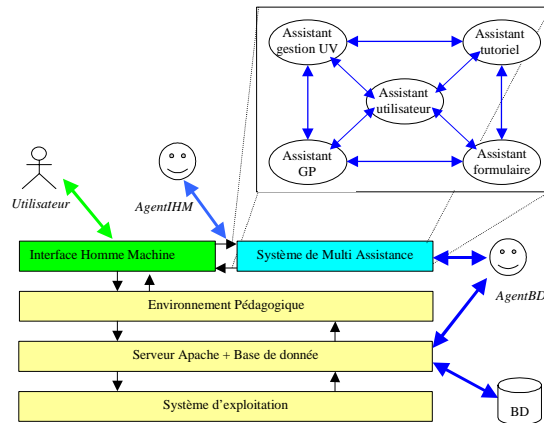 Assistant
gestion UV
Assistant
tutoriel
Assistant
utilisateur
Assistant
GP
Assistant
formulaire
Utilisateur
AgentIHM
Interface Homme Machine
Système de Multi Assistance
AgentBD
Environnement Pédagogique
Serveur Apache + Base de donnée
Système d'exploitation
BD